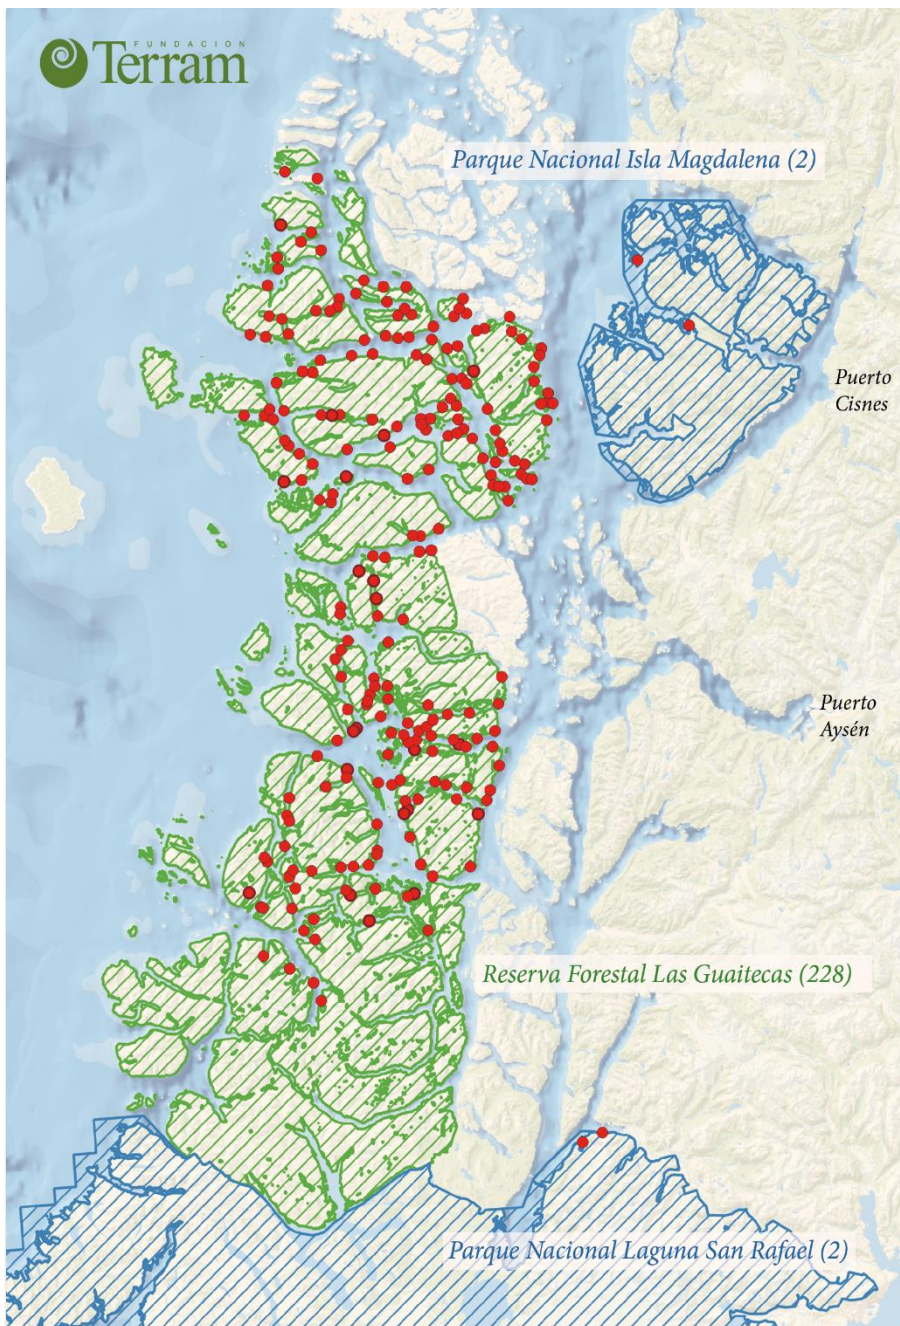 FUNDACIÓN
Terram
Parque Nacional Isla Magdalena (2)
Puerto
Cisnes
Puerto
Aysén
Reserva Forestal Las Guaitecas (228)
Parque Nacional Laguna San Rafael (2)